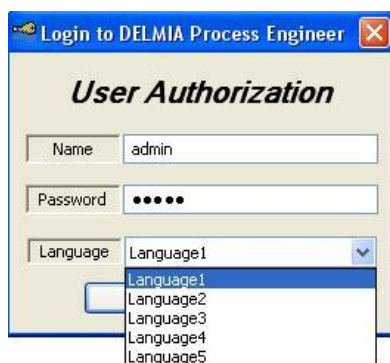 Login to DELMIA Process Engineer
User Authorization
Name admin
Password •••••
Language Language1
Language1
Language2
Language3
Language4
Language5